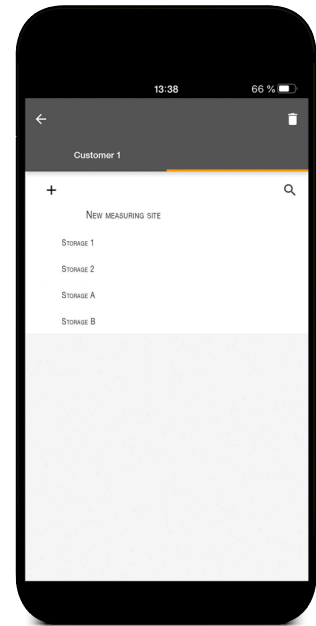 13:38 66 %
Customer 1
New measuring site
Storage 1
Storage 2
Storage A
Storage B